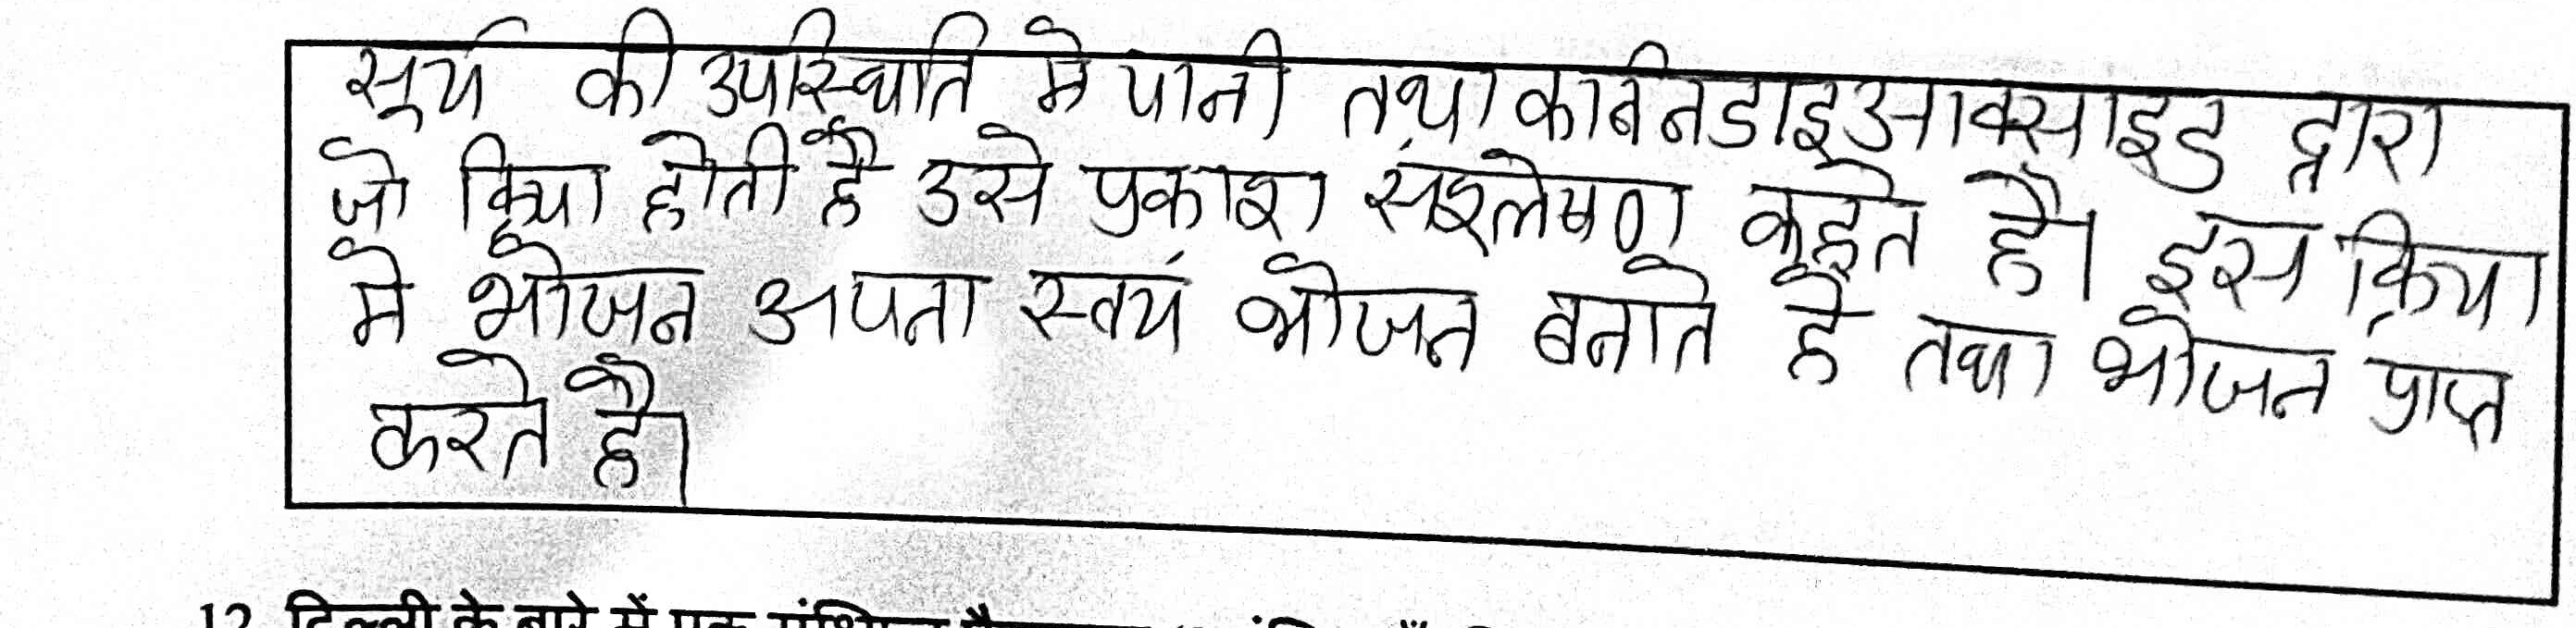 सूर्य की उपस्थिति मे पानी तथा कार्बनडाइआक्साइड द्वारा
जो क्रिया होती है उसे प्रकाश संश्लेषण कहते है। इस क्रिया
मे भोजन अपना स्वयं भोजन बनाते है तथा भोजन प्राप्त
करते है।
12. दिल्ली के बारे में एक